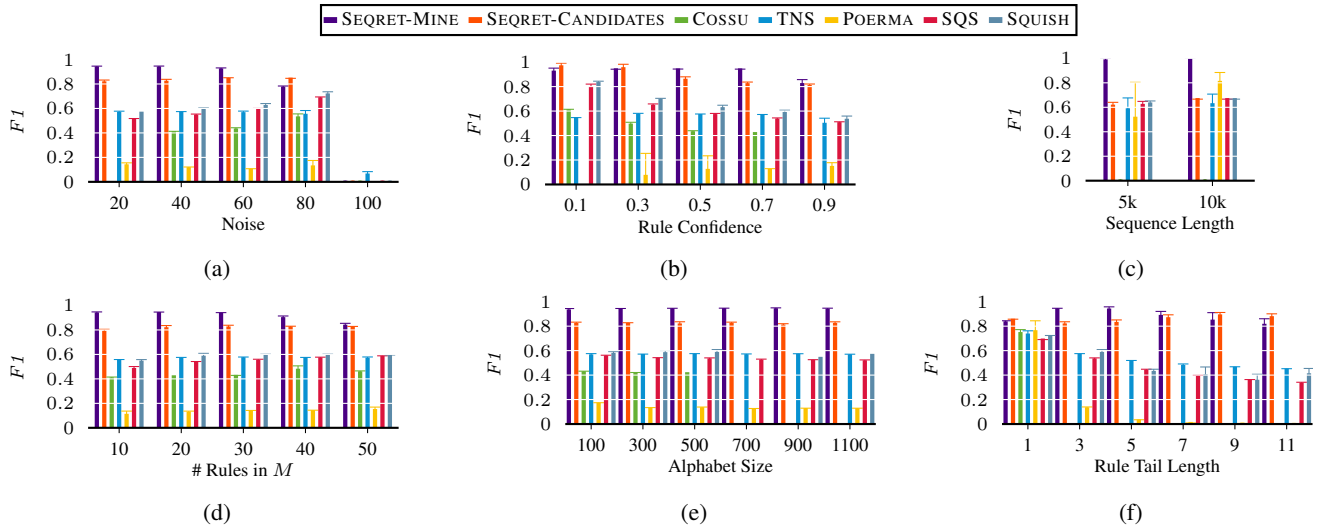 SEQRET-MINE SEQRET-CANDIDATES COSSU TNS POERMA SQS SQUISH
F1
1
0.8
0.6
0.4
0.2
0
20 40 60 80 100
Noise
(a)
F1
1
0.8
0.6
0.4
0.2
0
0.1 0.3 0.5 0.7 0.9
Rule Confidence
(b)
F1
1
0.8
0.6
0.4
0.2
0
5k 10k
Sequence Length
(c)
F1
1
0.8
0.6
0.4
0.2
0
10 20 30 40 50
# Rules in M
(d)
F1
1
0.8
0.6
0.4
0.2
0
100 300 500 700 900 1100
Alphabet Size
(e)
F1
1
0.8
0.6
0.4
0.2
0
1 3 5 7 9 11
Rule Tail Length
(f)